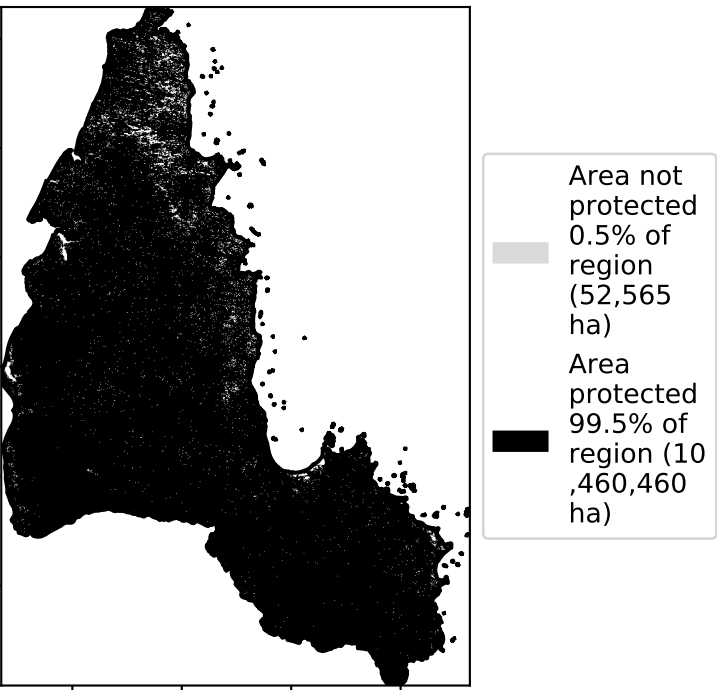 Area not
protected
0.5% of
region
(52,565
ha)
Area
protected
99.5% of
region (10
,460,460
ha)